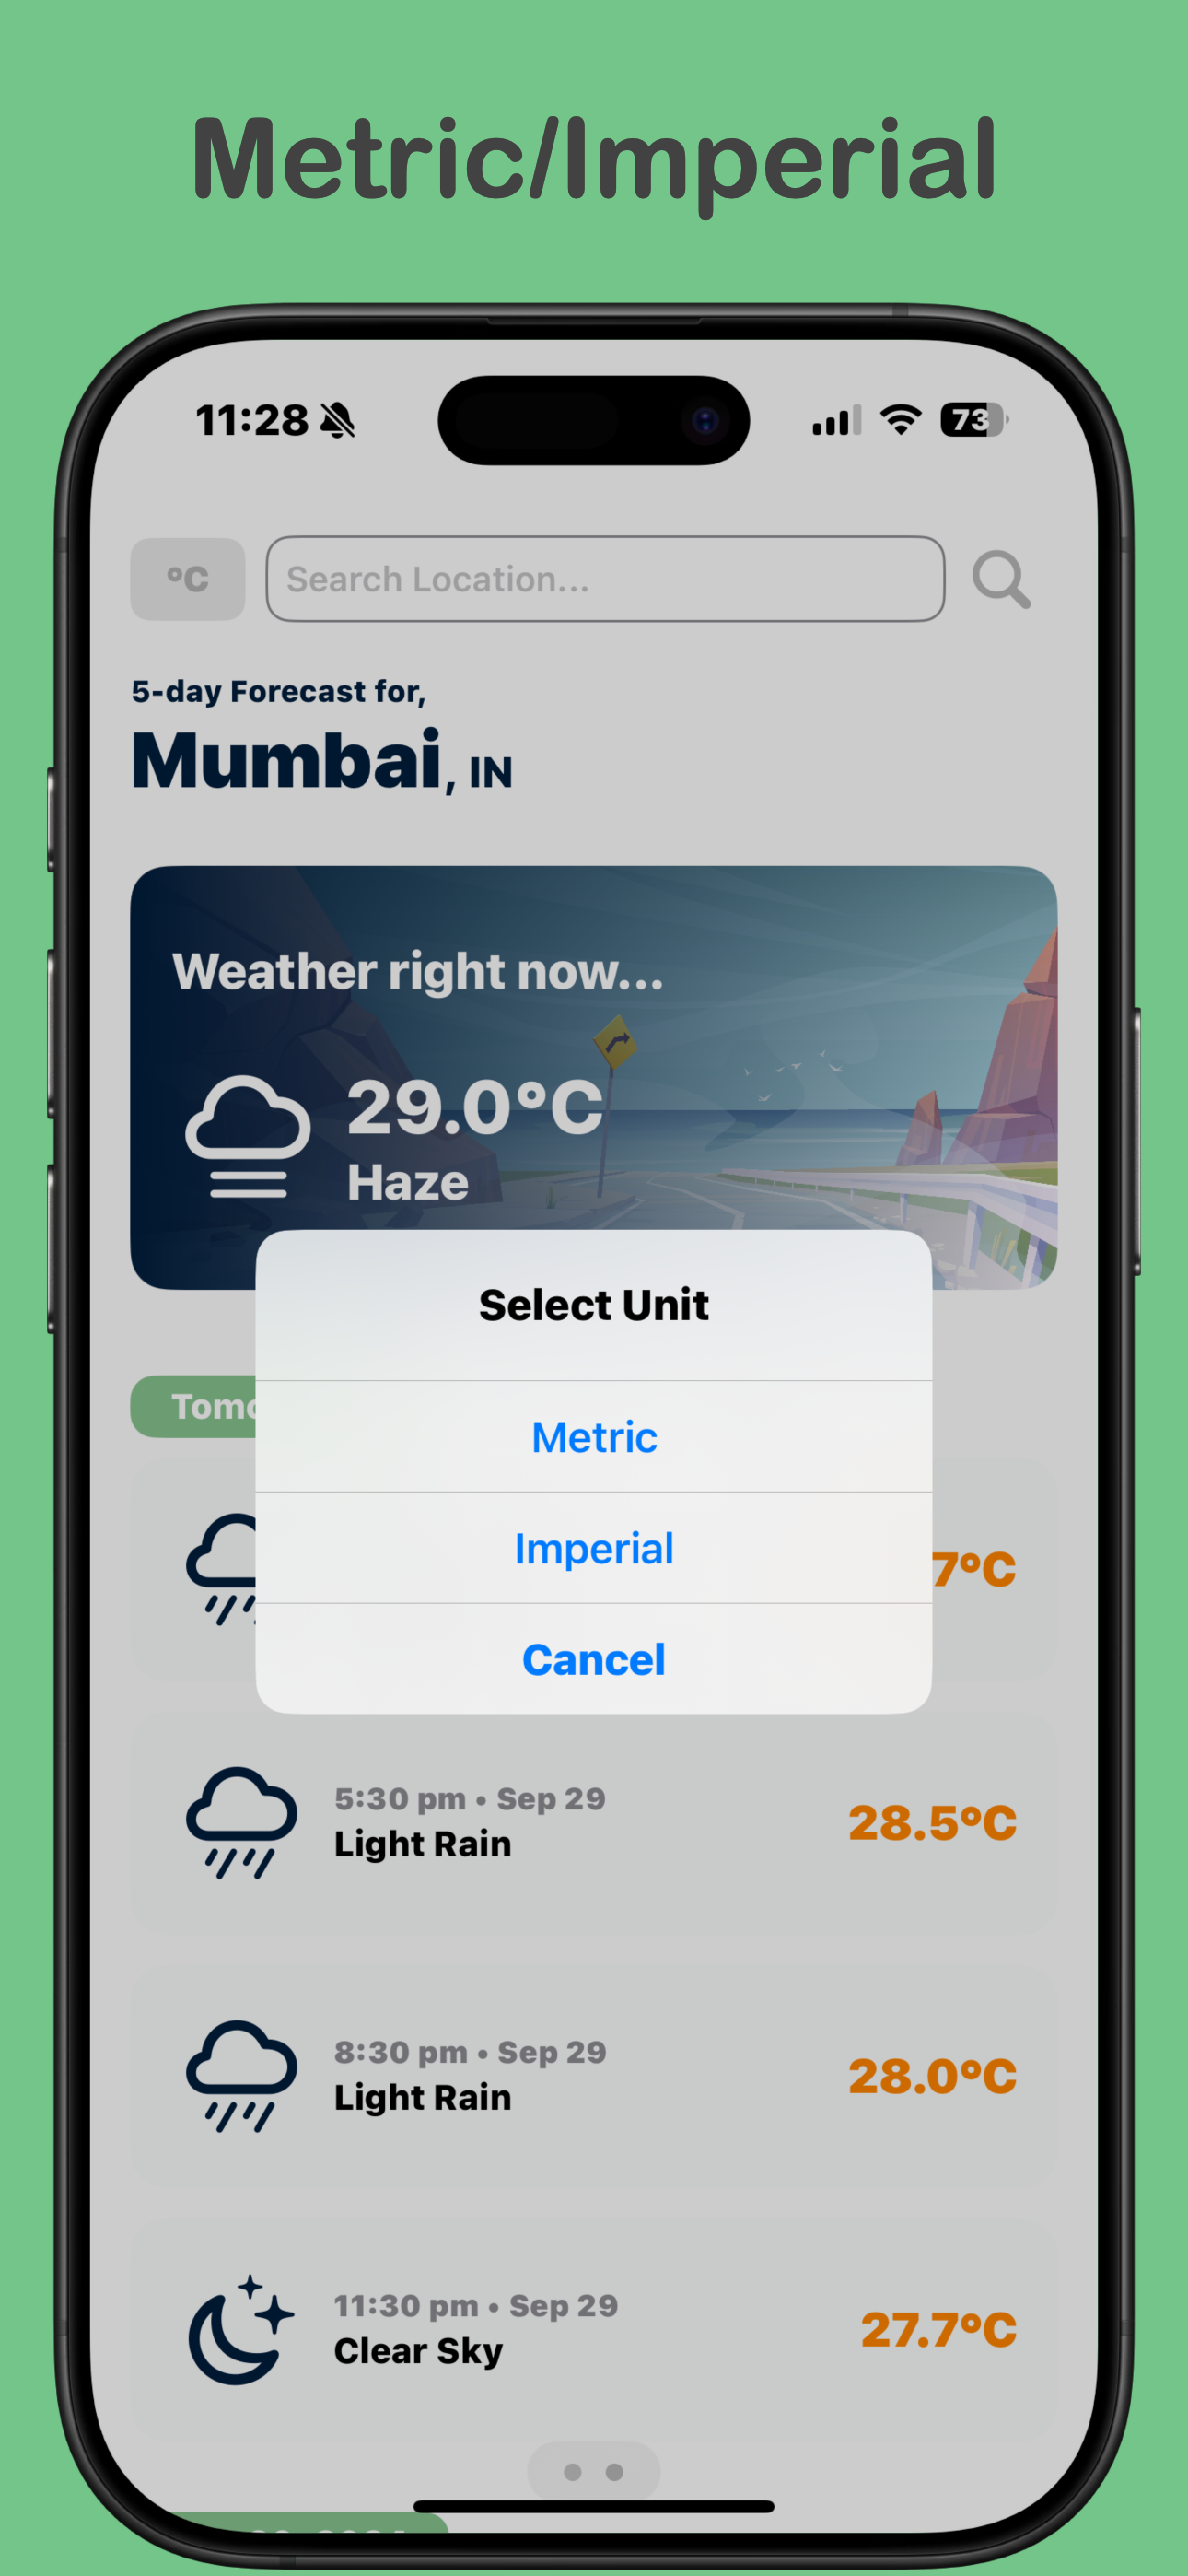 Metric/Imperial
11:28
73
°C
Search Location...
5-day Forecast for,
Mumbai, IN
Weather right now...
29.0°C
Haze
Select Unit
Metric
Imperial
Cancel
7°C
5:30 pm • Sep 29
Light Rain
28.5°C
8:30 pm • Sep 29
Light Rain
28.0°C
11:30 pm • Sep 29
Clear Sky
27.7°C